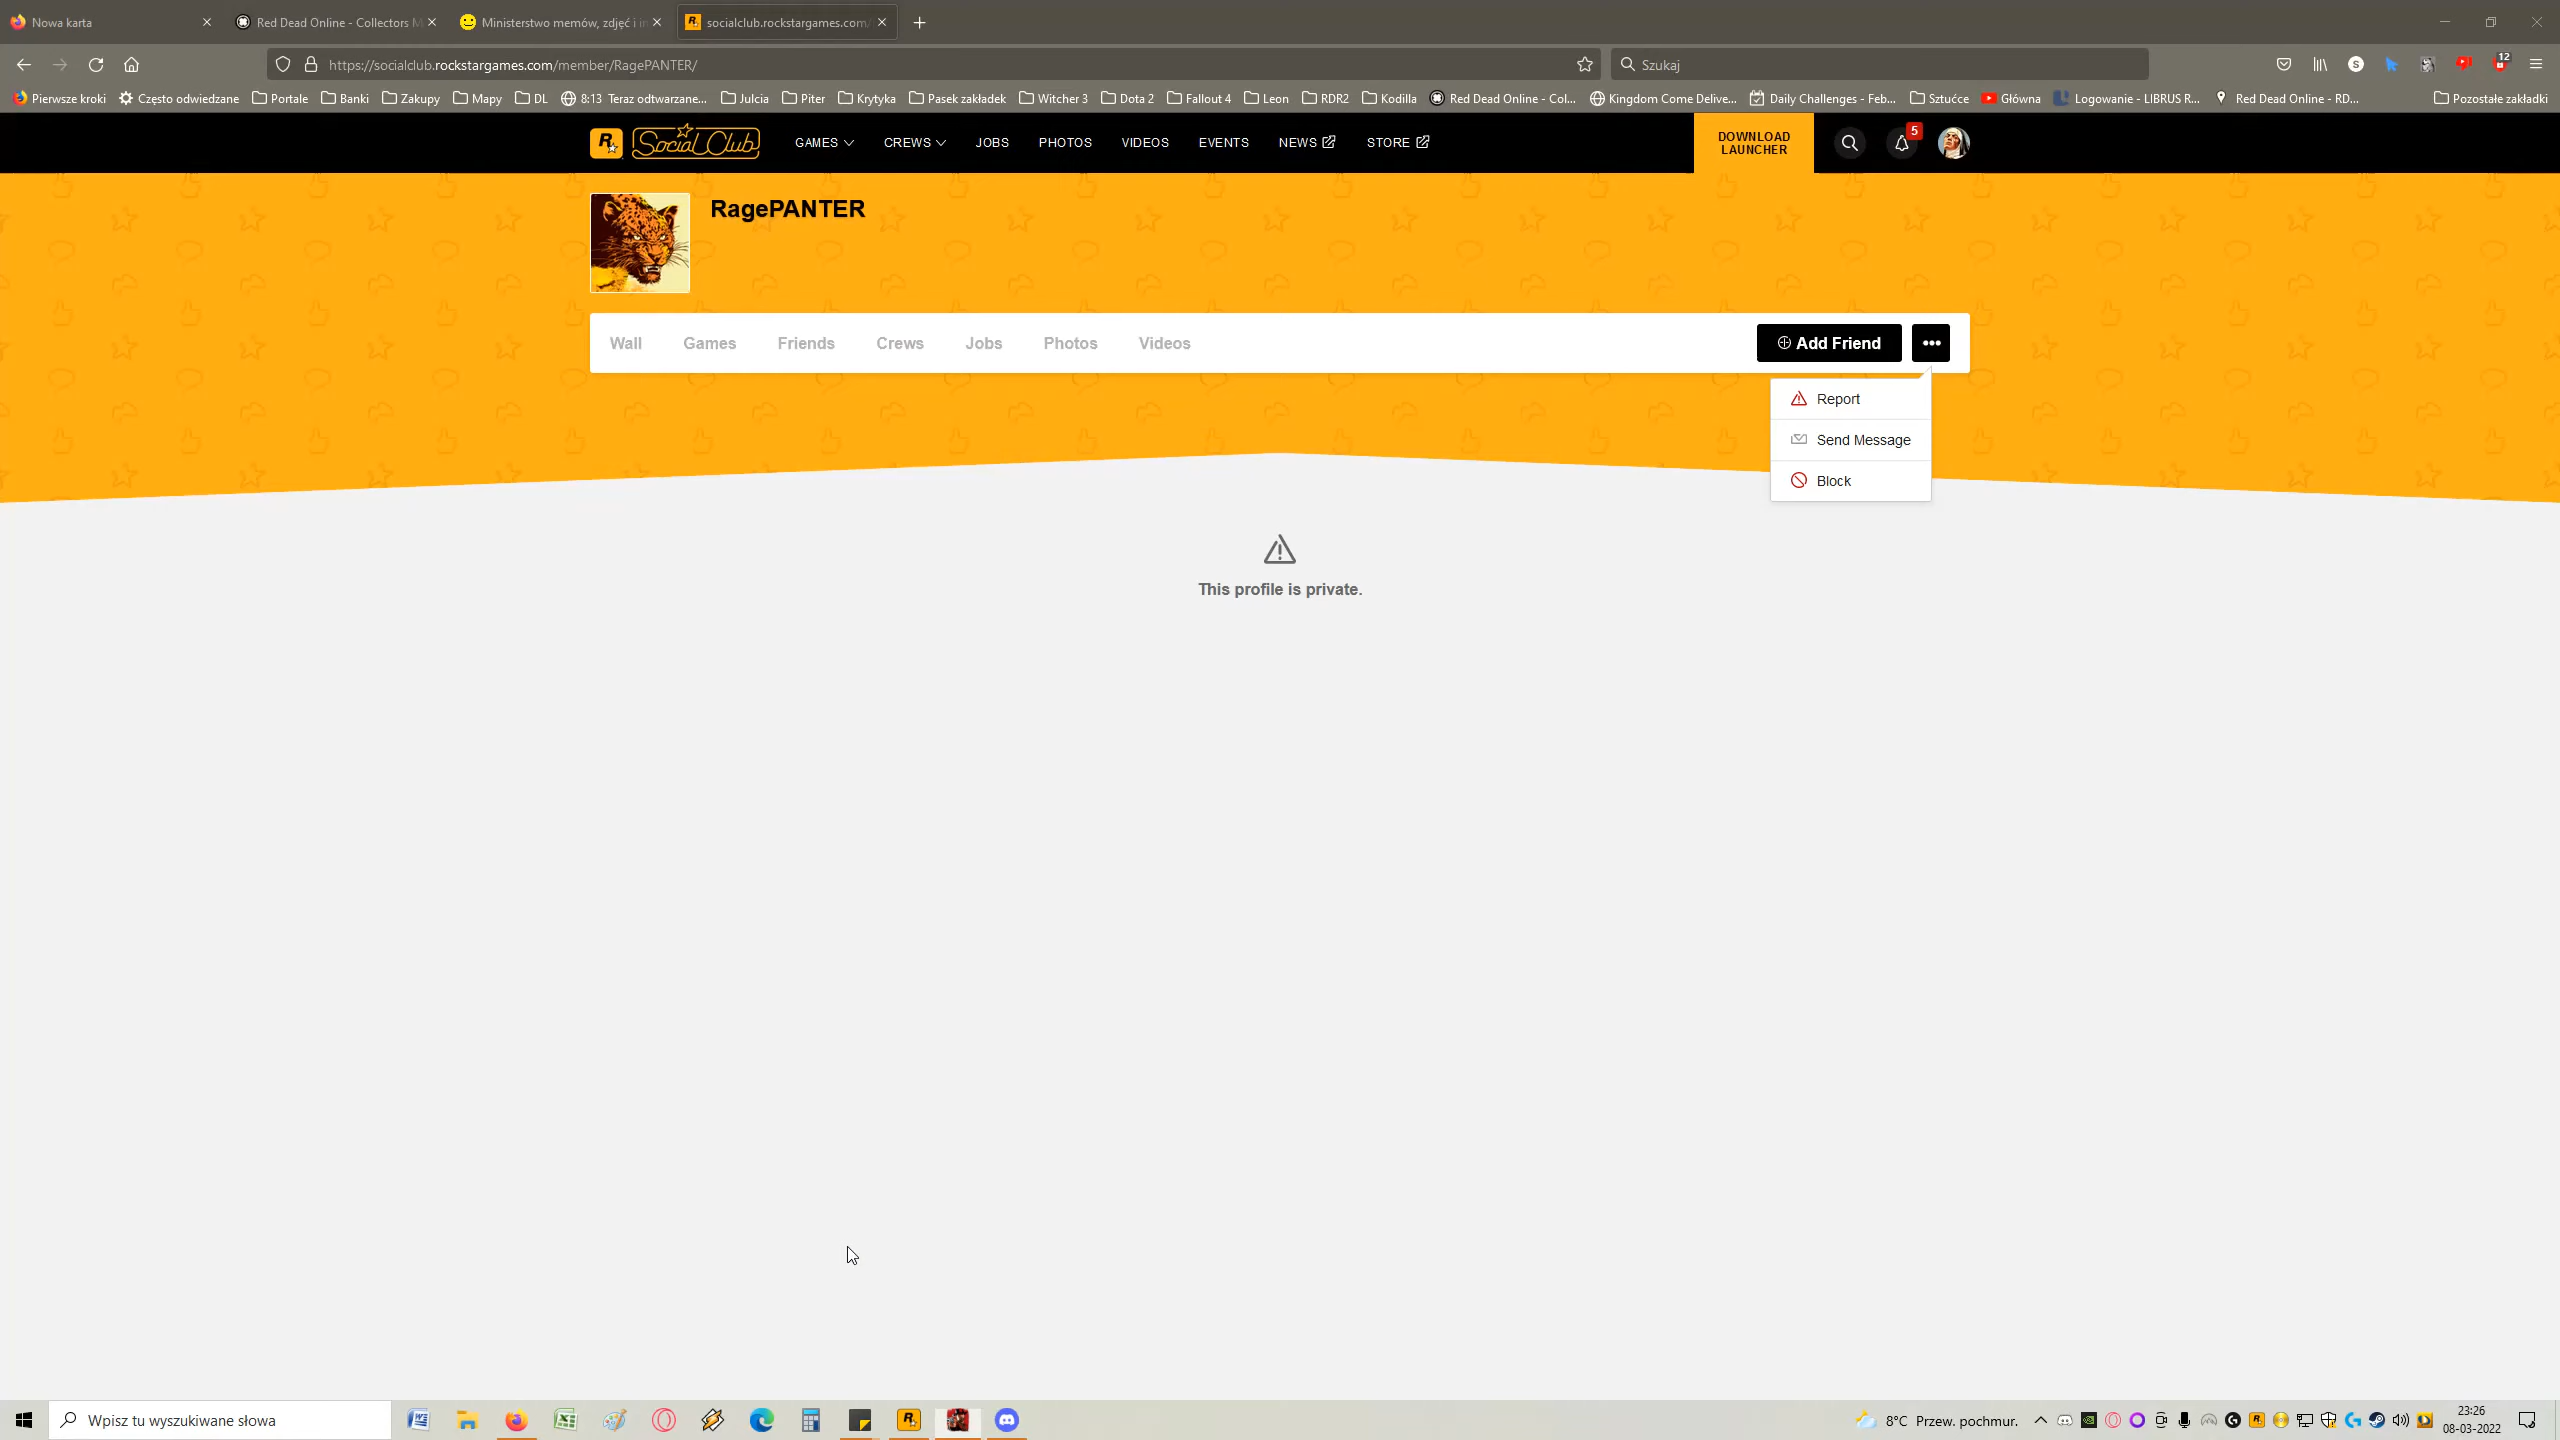 Nowa karta
Red Dead Online - Collectors M
Ministerstwo memów, zdjęć i in
socialclub.rockstargames.com/
https://socialclub.rockstargames.com/member/RagePANTER/
Szukaj
12
Pierwsze kroki
Często odwiedzane
Portale
Banki
Zakupy
Mapy
DL
8:13 Teraz odtwarzane...
Julcia
Piter
Krytyka
Pasek zakładek
Witcher 3
Dota 2
Fallout 4
Leon
RDR2
Kodilla
Red Dead Online - Col...
Kingdom Come Delive...
Daily Challenges - Feb...
Sztućce
Główna
Logowanie - LIBRUS R...
Red Dead Online - RD...
Pozostałe zakładki
Social Club
GAMES
CREWS
JOBS
PHOTOS
VIDEOS
EVENTS
NEWS
STORE
DOWNLOAD
LAUNCHER
5
RagePANTER
Wall
Games
Friends
Crews
Jobs
Photos
Videos
Add Friend
Report
Send Message
Block
This profile is private.
Wpisz tu wyszukiwane słowa
8°C Przew. pochmur.
23:26
08-03-2022